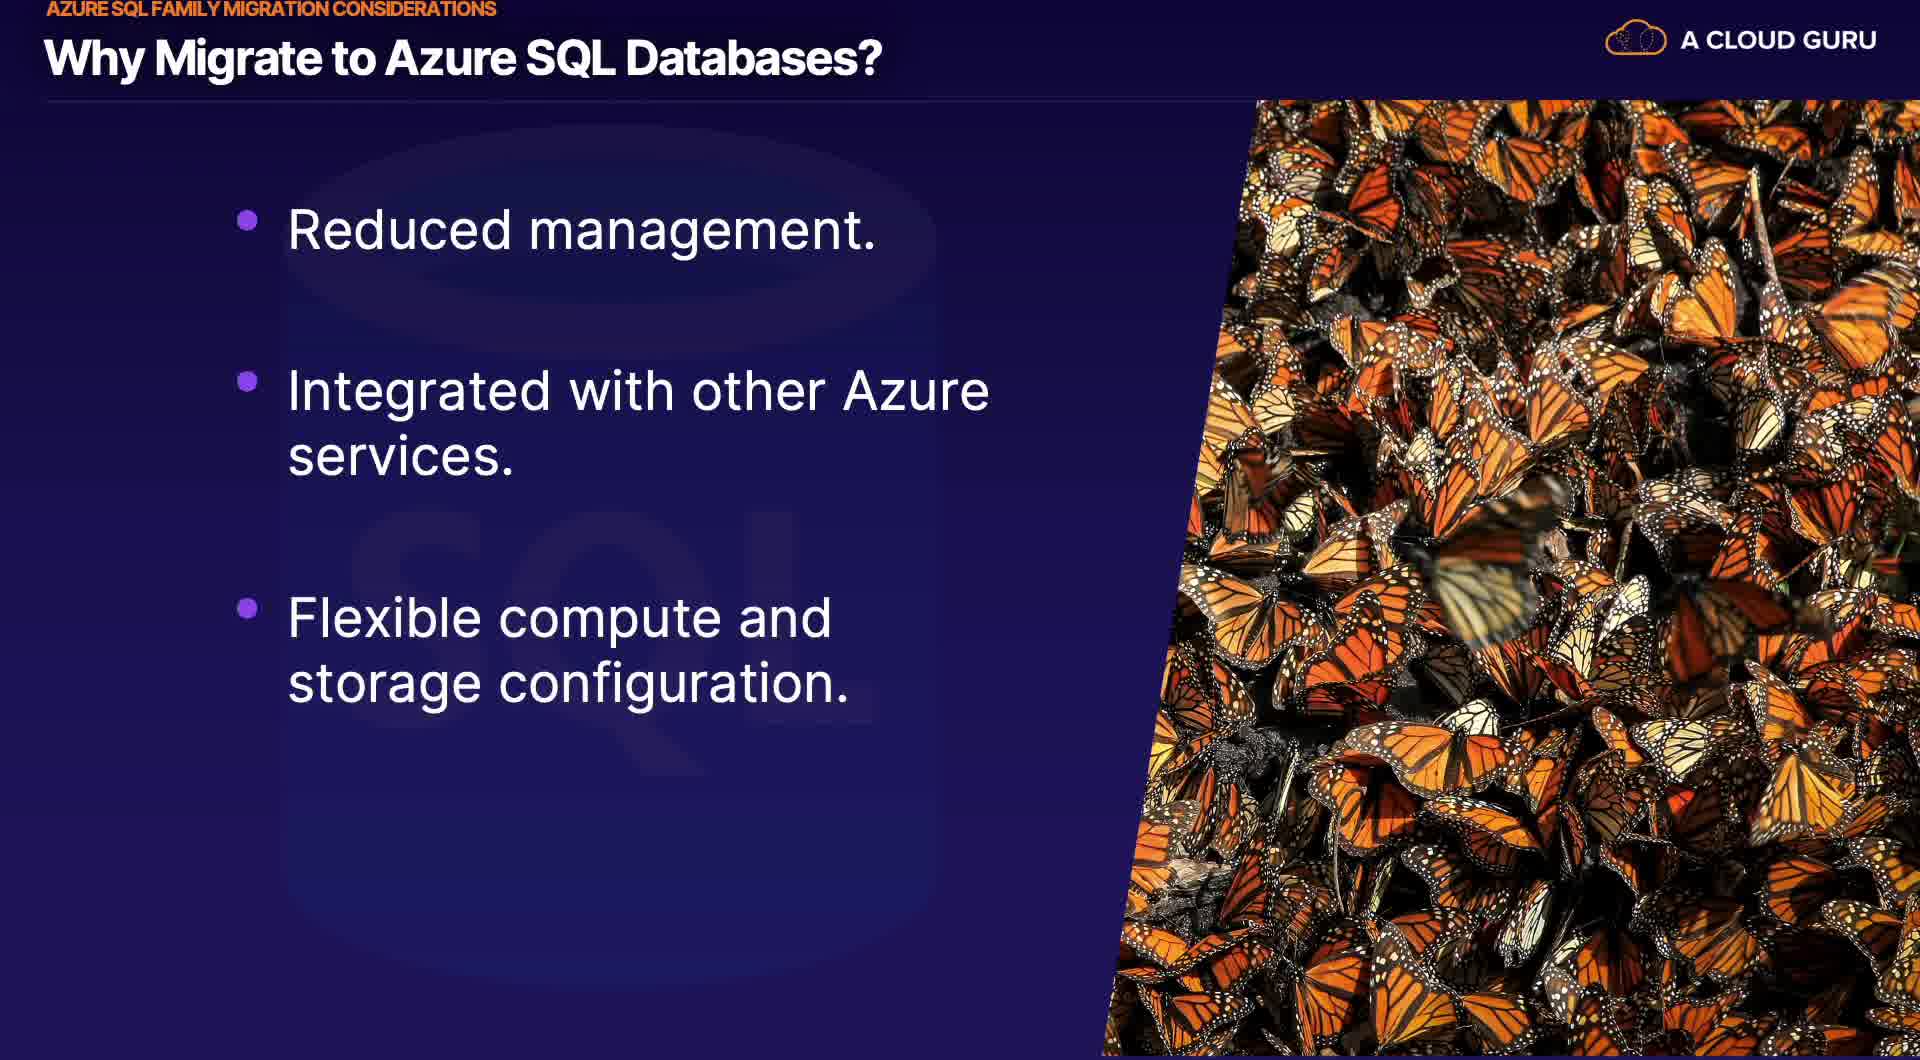 AZURE SQL FAMILY MIGRATION CONSIDERATIONS
Why Migrate to Azure SQL Databases?
A CLOUD GURU
Reduced management.
Integrated with other Azure
services.
SQL
Flexible compute and
storage configuration.